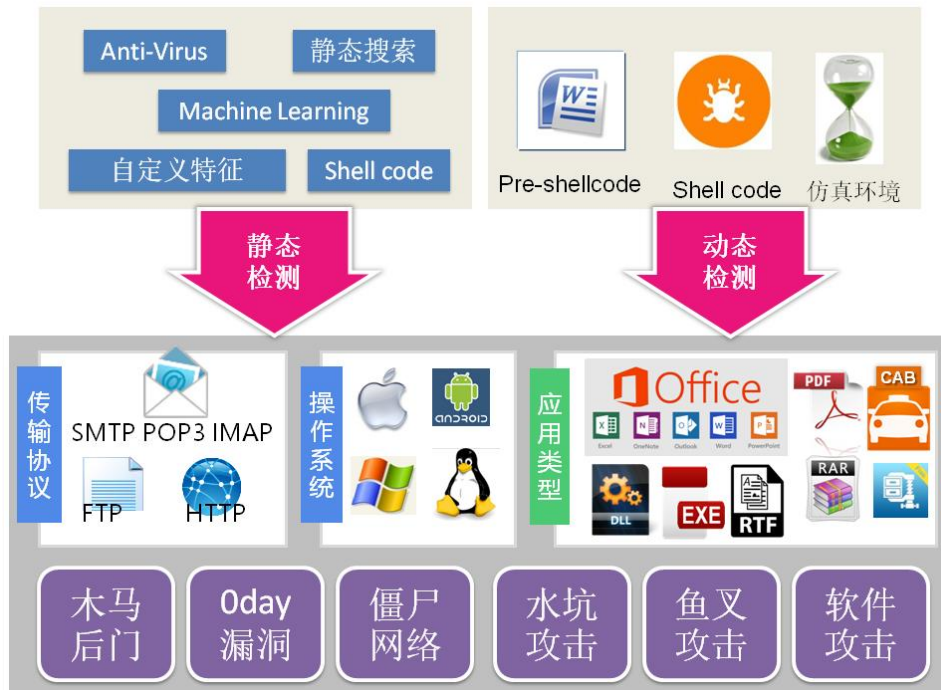 Anti-Virus
静态搜索
Machine Learning
自定义特征
Shell code
W
Pre-shellcode
Shell code
仿真环境
静态
检测
动态
检测
传输协议
SMTP POP3 IMAP
FTP
HTTP
操作系统
ANDROID
应用类型
Office
Excel
OneNote
Outlook
Word
PowerPoint
PDF
CAB
DLL
EXE
RTF
RAR
木马
后门
0day
漏洞
僵尸
网络
水坑
攻击
鱼叉
攻击
软件
攻击